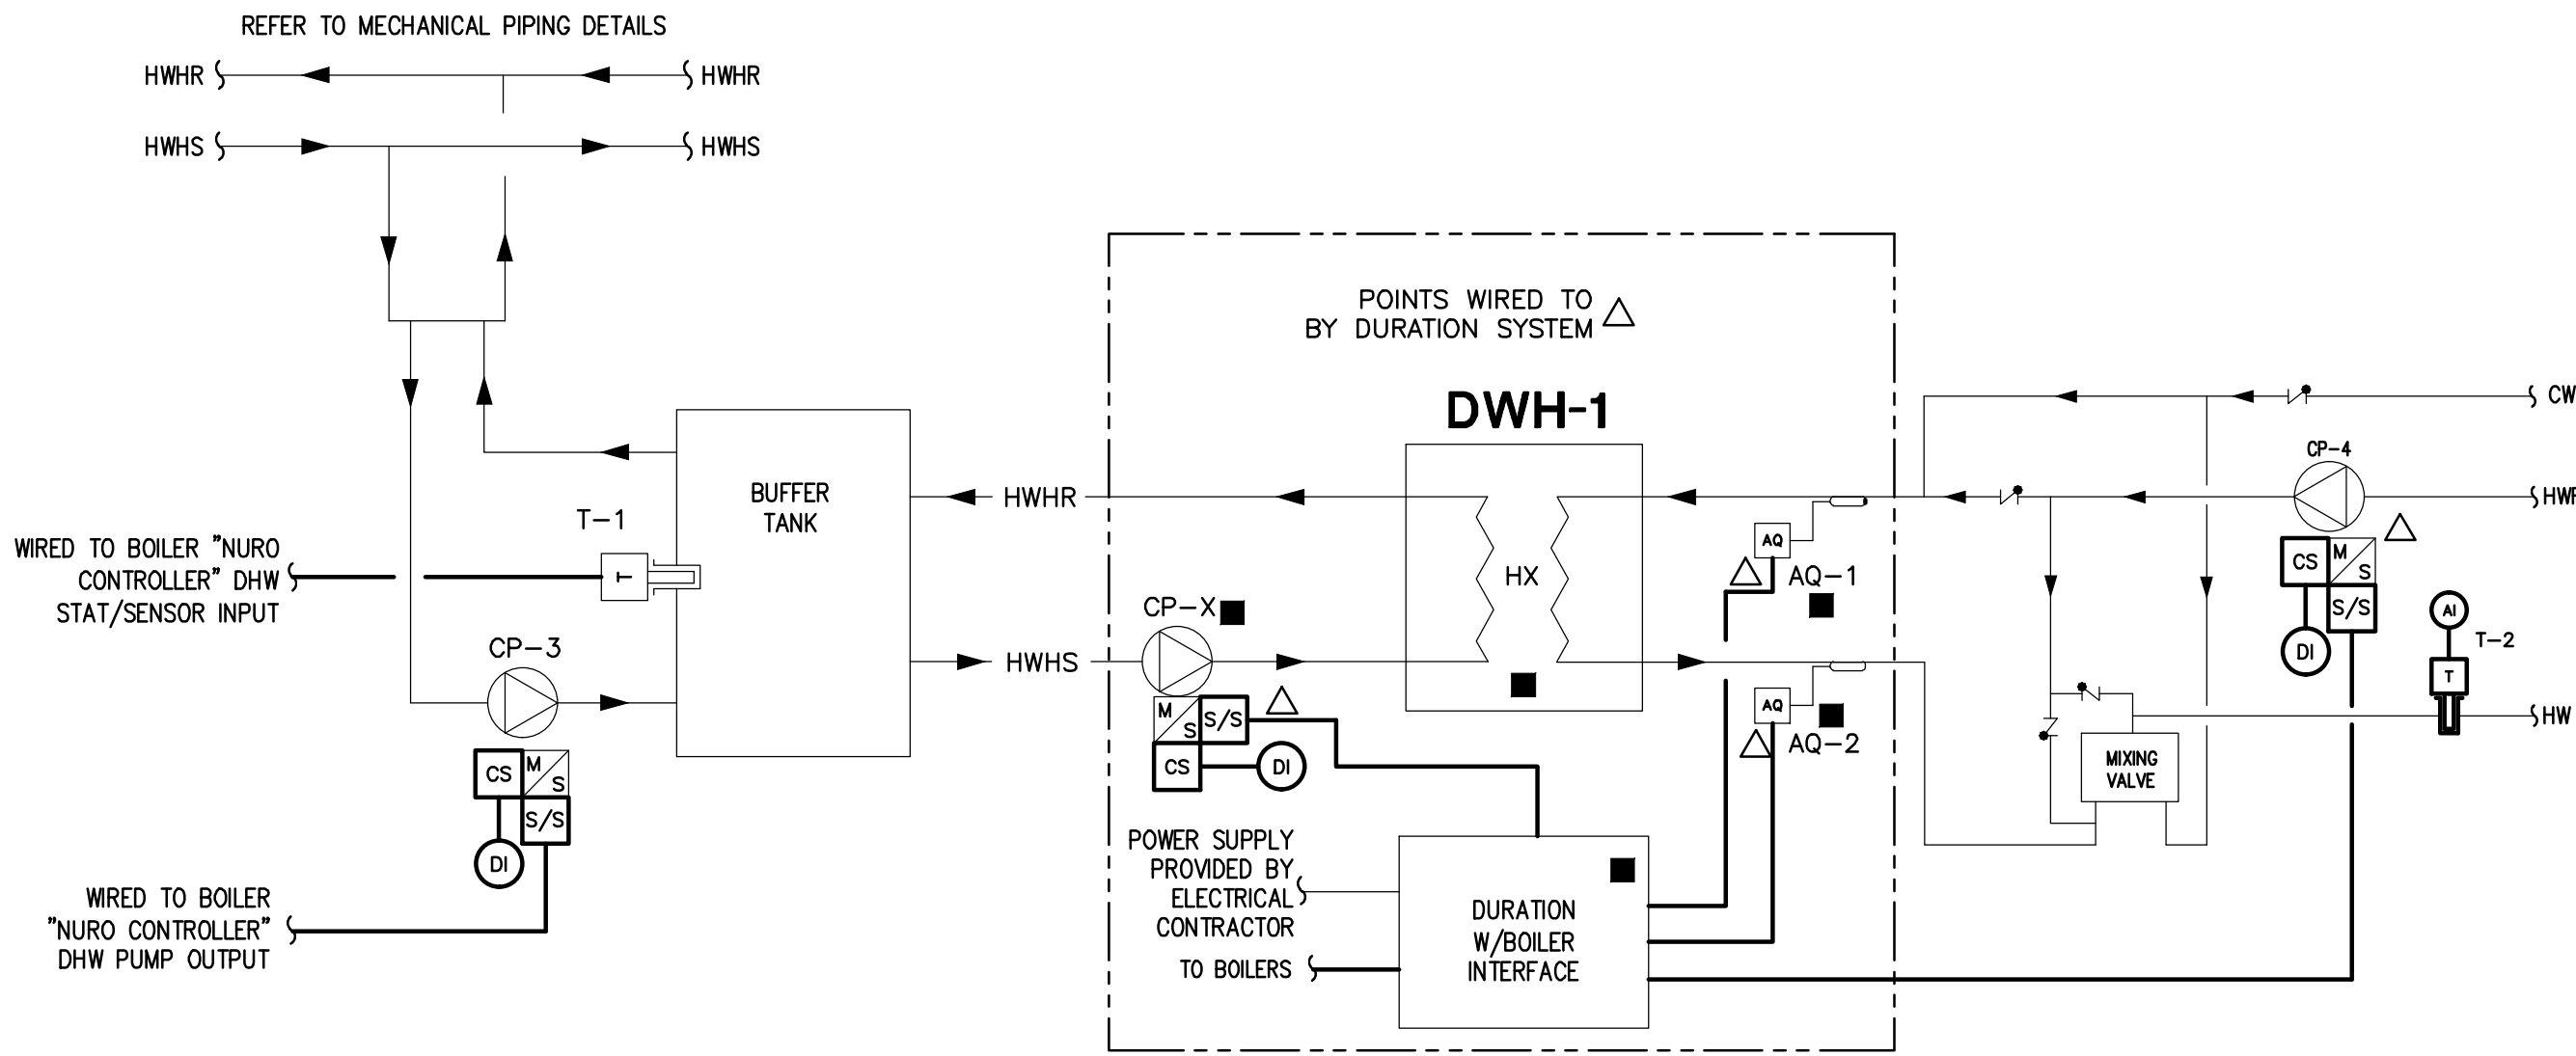 REFER TO MECHANICAL PIPING DETAILS
HWHR
HWHR
HWHS
HWHS
POINTS WIRED TO
BY DURATION SYSTEM
DWH-1
CW
CP-4
BUFFER
TANK
HWHR
T-1
WIRED TO BOILER "NURO
CONTROLLER" DHW
STAT/SENSOR INPUT
T
HX
AQ
AQ-1
CS
M
S
S/S
DI
AI
T-2
T
CP-X
CP-3
HWHS
M
S
S/S
CS
DI
AQ
AQ-2
HW
MIXING
VALVE
CS
M
S
S/S
DI
WIRED TO BOILER
"NURO CONTROLLER"
DHW PUMP OUTPUT
POWER SUPPLY
PROVIDED BY
ELECTRICAL
CONTRACTOR
TO BOILERS
DURATION
W/BOILER
INTERFACE